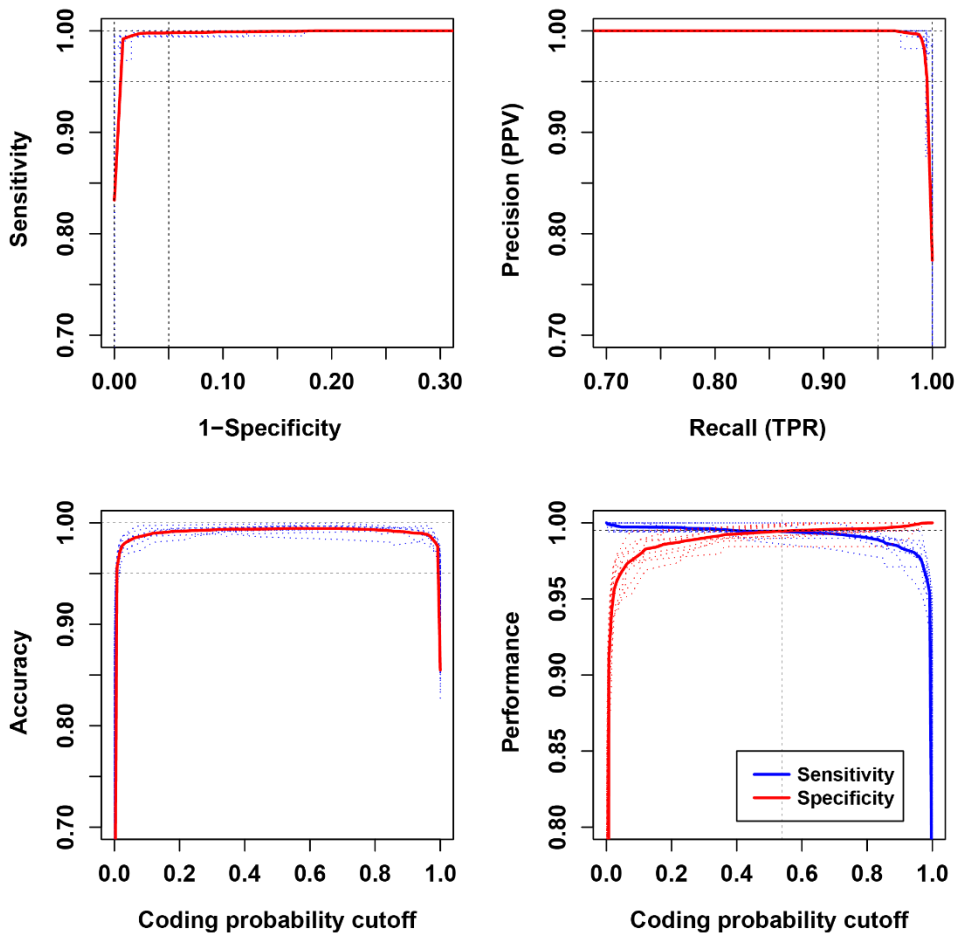 Sensitivity
1.00
0.90
0.80
0.70
0.00 0.10 0.20 0.30
1−Specificity
Precision (PPV)
1.00
0.90
0.80
0.70
0.70 0.80 0.90 1.00
Recall (TPR)
Accuracy
1.00
0.90
0.80
0.70
0.0 0.2 0.4 0.6 0.8 1.0
Coding probability cutoff
Performance
1.00
0.95
0.90
0.85
0.80
Sensitivity
Specificity
0.0 0.2 0.4 0.6 0.8 1.0
Coding probability cutoff